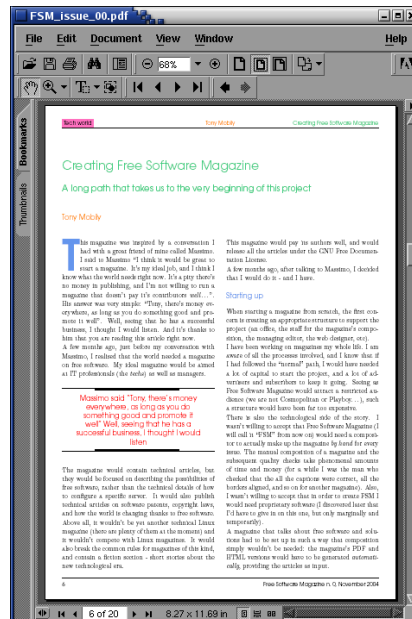 FSM_issue_00.pdf
File Edit Document View Window Help
68%
Bookmarks
Thumbnails
Tech world Tony Mobily Creating Free Software Magazine
Creating Free Software Magazine
A long path that takes us to the very beginning of this project
Tony Mobily
This magazine was inspired by a conversation I
had with a great friend of mine called Massimo.
I said to Massimo "I think it would be great to
start a magazine. It's my ideal job, and I think I
know what the world needs right now. It's a pity there's
no money in publishing, and I'm not willing to run a
magazine that doesn't pay it's contributors well…".
His answer was very simple: "Tony, there's money ev-
erywhere, as long as you do something good and pro-
mote it well". Well, seeing that he has a successful
business, I thought I would listen. And it's thanks to
him that you are reading this article right now.
A few months ago, just before my conversation with
Massimo, I realised that the world needed a magazine
on free software. My ideal magazine would be aimed
at IT professionals (the techs) as well as managers.
Massimo said "Tony, there's money
everywhere, as long as you do
something good and promote it
well" Well, seeing that he has a
successful business, I thought I would
listen
The magazine would contain technical articles, but
they would be focused on describing the possibilities of
free software, rather than the technical details of how
to configure a specific server. It would also publish
technical articles on software patents, copyright laws,
and how the world is changing thanks to free software.
Above all, it wouldn't be yet another technical Linux
magazine (there are plenty of them at the moment) and
it wouldn't compete with Linux magazines. It would
also break the common rules for magazines of this kind,
and contain a fiction section - short stories about the
new technological era.
This magazine would pay its authors well, and would
release all the articles under the GNU Free Documen-
tation License.
A few months ago, after talking to Massimo, I decided
that I would do it - and I have.
Starting up
When starting a magazine from scratch, the first con-
cern is creating an appropriate structure to support the
project (an office, the staff for the magazine's compo-
sition, the managing editor, the web designer, etc).
I have been working on magazines my whole life. I am
aware of all the processes involved, and I know that if
I had followed the "normal" path, I would have needed
a lot of capital to start the project, and a lot of ad-
vertisers and subscribers to keep it going. Seeing as
Free Software Magazine would attract a restricted au-
dience (we are not Cosmopolitan or Playboy…), such
a structure would have been far too expensive.
There is also the technological side of the story. I
wasn't willing to accept that Free Software Magazine (I
will call it "FSM" from now on) would need a composi-
tor to actually make up the magazine by hand for every
issue. The manual composition of a magazine and the
subsequent quality checks take phenomenal amounts
of time and money (for a while I was the man who
checked that the all the captions were correct, all the
borders aligned, and so on for another magazine). Also,
I wasn't willing to accept that in order to create FSM I
would need proprietary software (I discovered later that
I'd have to give in on this one, but only marginally and
temporarily).
A magazine that talks about free software and solu-
tions had to be set up in such a way that composition
simply wouldn't be needed: the magazine's PDF and
HTML versions would have to be generated automati-
cally, providing the articles as input.
6 Free Software Magazine n. 0, November 2004
6 of 20 8.27 x 11.69 in